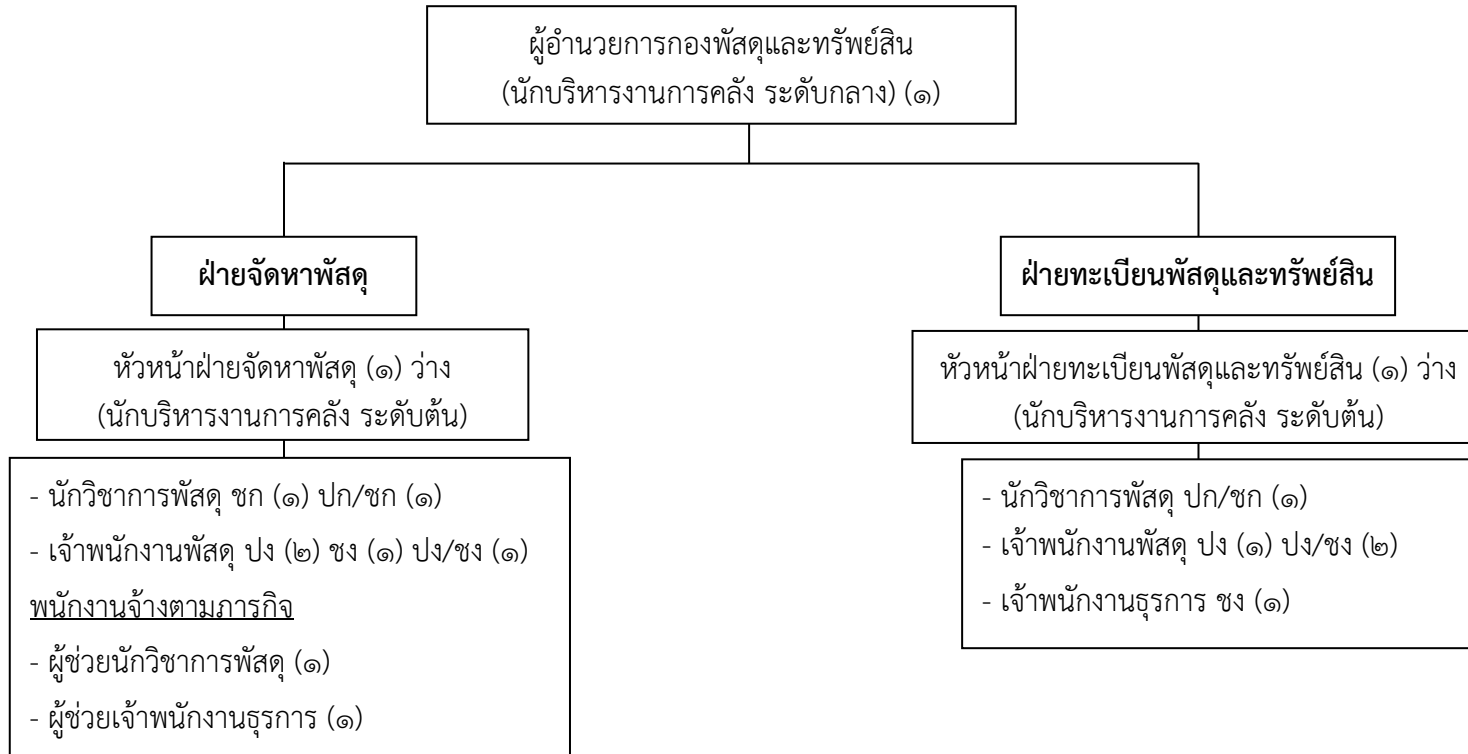 ผู้อำนวยการกองพัสดุและทรัพย์สิน
(นักบริหารงานการคลัง ระดับกลาง) (๑)
ฝ่ายจัดหาพัสดุ
หัวหน้าฝ่ายจัดหาพัสดุ (๑) ว่าง
(นักบริหารงานการคลัง ระดับต้น)
- นักวิชาการพัสดุ ชก (๑) ปก/ชก (๑)
- เจ้าพนักงานพัสดุ ปง (๒) ชง (๑) ปง/ชง (๑)
พนักงานจ้างตามภารกิจ
- ผู้ช่วยนักวิชาการพัสดุ (๑)
- ผู้ช่วยเจ้าพนักงานธุรการ (๑)
ฝ่ายทะเบียนพัสดุและทรัพย์สิน
หัวหน้าฝ่ายทะเบียนพัสดุและทรัพย์สิน (๑) ว่าง
(นักบริหารงานการคลัง ระดับต้น)
- นักวิชาการพัสดุ ปก/ชก (๑)
- เจ้าพนักงานพัสดุ ปง (๑) ปง/ชง (๒)
- เจ้าพนักงานธุรการ ชง (๑)